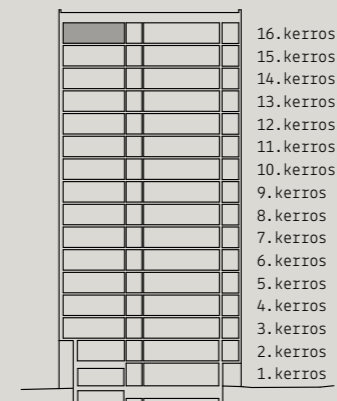 16.kerros
15.kerros
14.kerros
13.kerros
12.kerros
11.kerros
10.kerros
9.kerros
8.kerros
7.kerros
6.kerros
5.kerros
4.kerros
3.kerros
2.kerros
1.kerros